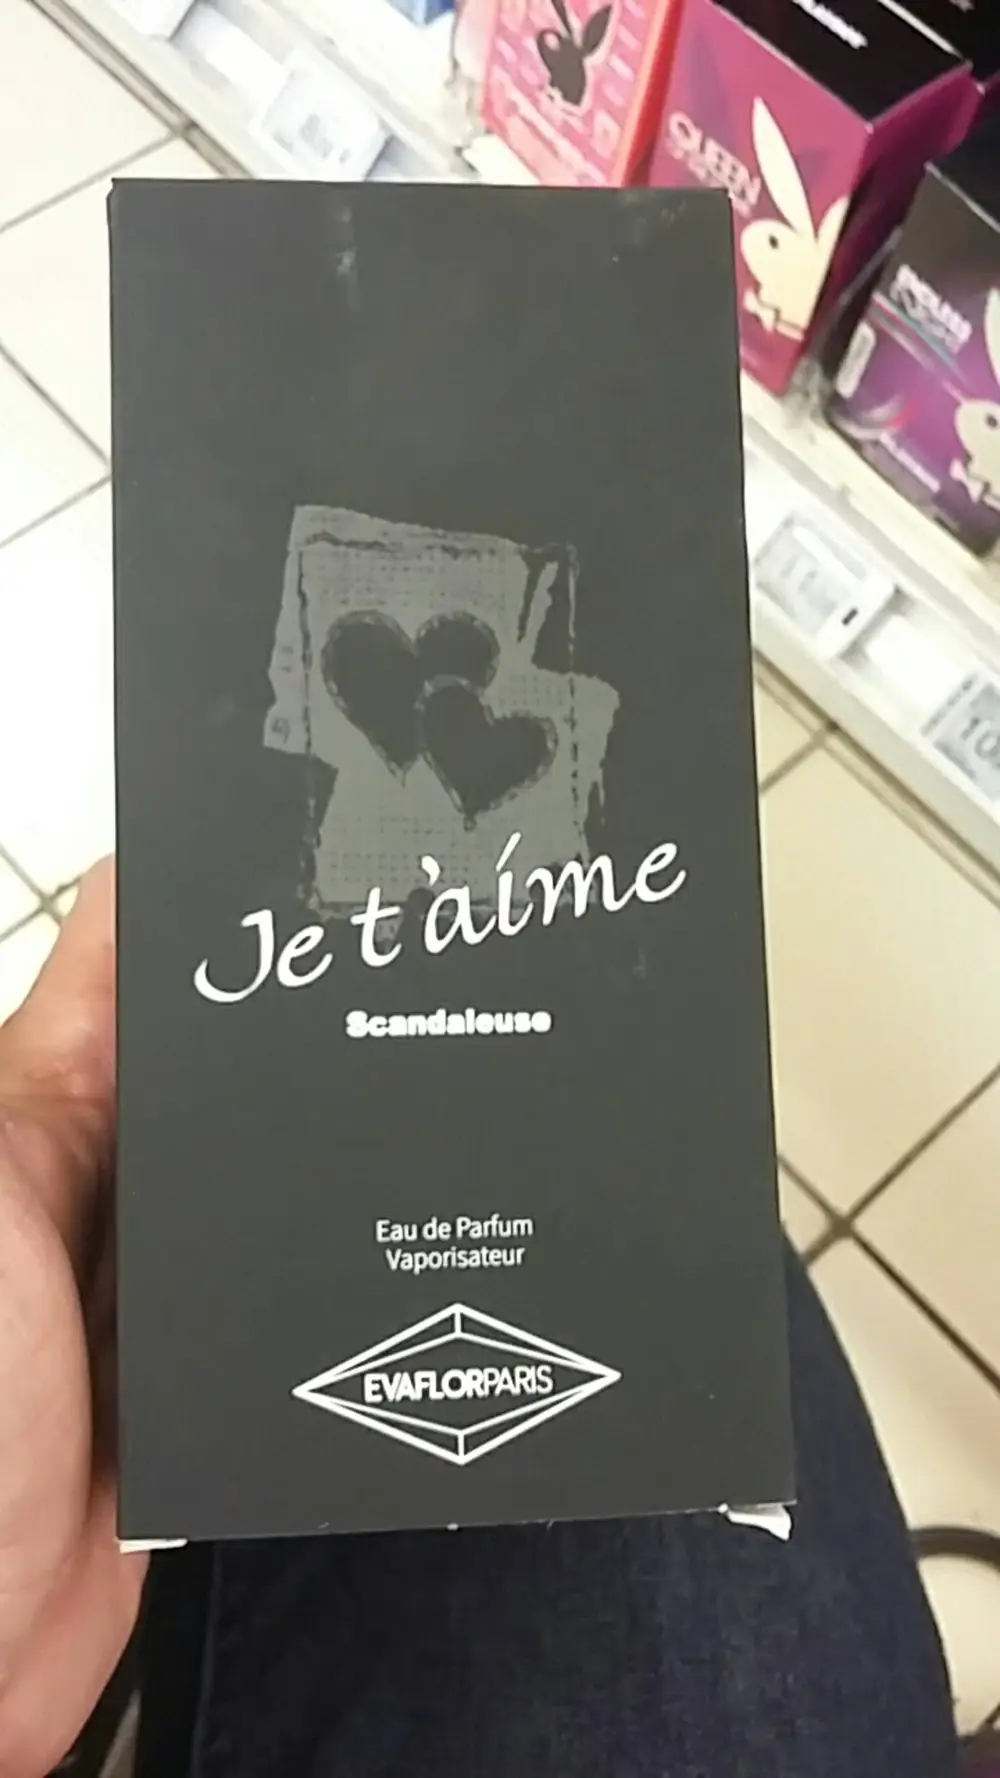 QUEEN
Je t'aime
Scandaleuse
Eau de Parfum
Vaporisateur
EVAFLORPARIS